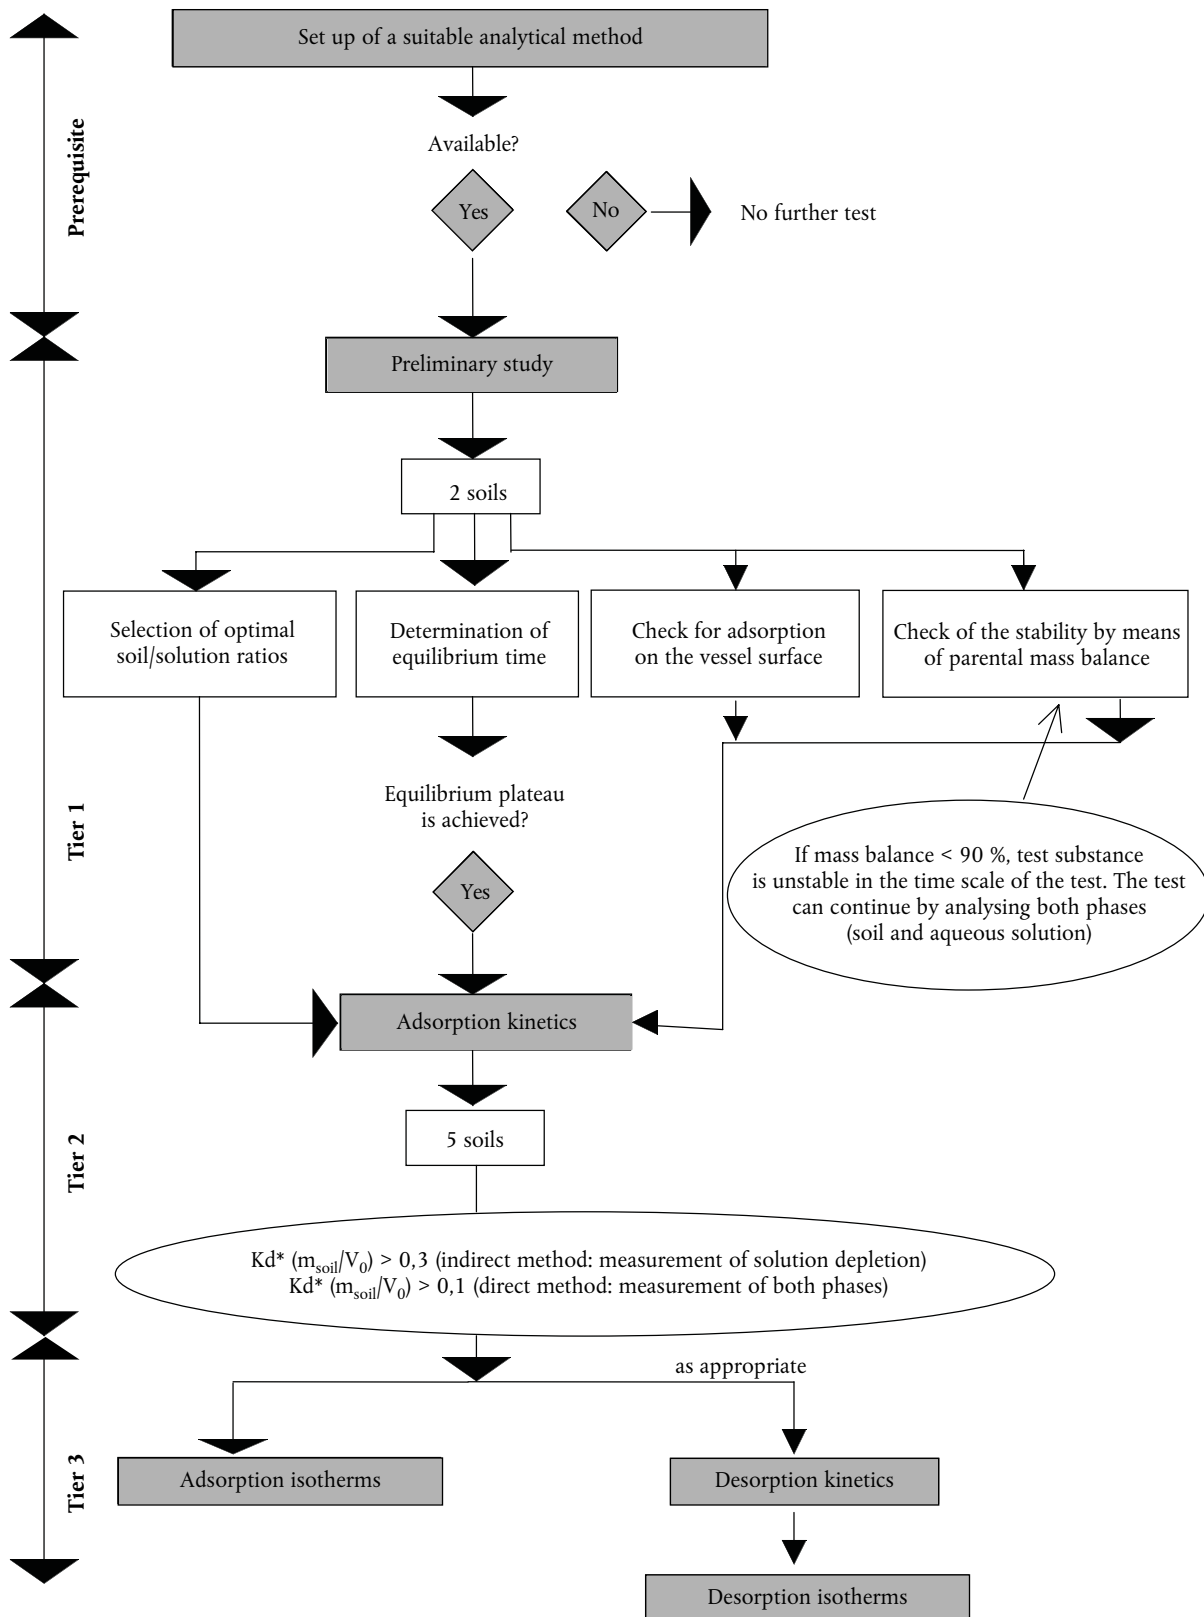 Set up of a suitable analytical method
Available?
Yes
No
No further test
Prerequisite
Preliminary study
2 soils
Selection of optimal
soil/solution ratios
Determination of
equilibrium time
Check for adsorption
on the vessel surface
Check of the stability by means
of parental mass balance
Equilibrium plateau
is achieved?
Yes
If mass balance < 90 %, test substance
is unstable in the time scale of the test. The test
can continue by analysing both phases
(soil and aqueous solution)
Tier 1
Adsorption kinetics
5 soils
Tier 2
Kd* (m_soil/V_0) > 0,3 (indirect method: measurement of solution depletion)
Kd* (m_soil/V_0) > 0,1 (direct method: measurement of both phases)
as appropriate
Tier 3
Adsorption isotherms
Desorption kinetics
Desorption isotherms